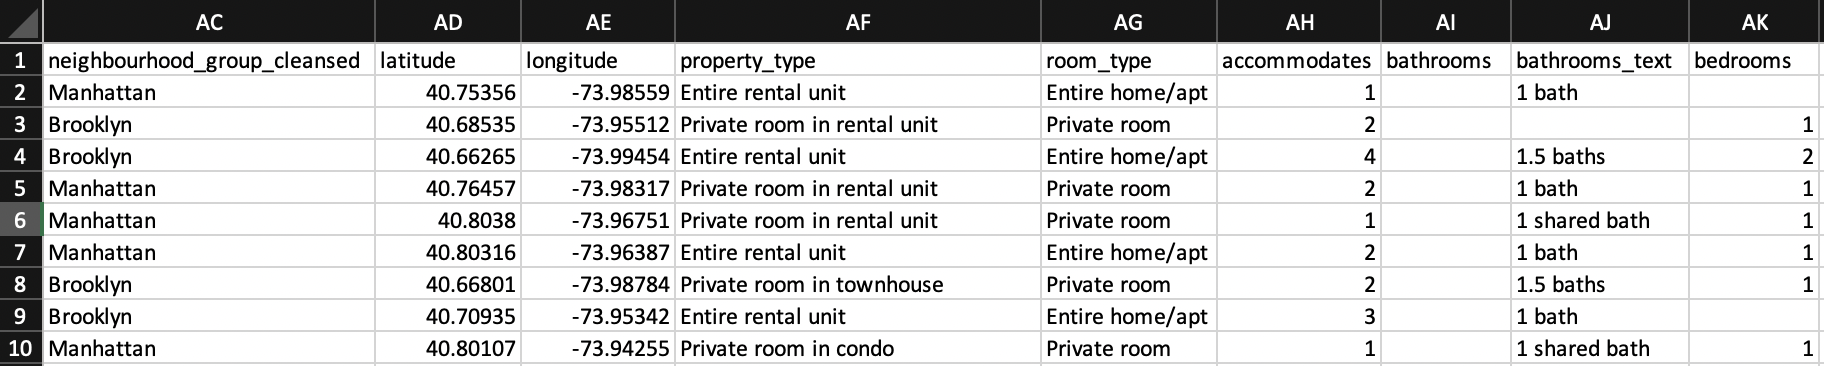 AC AD AE AF AG AH AI AJ AK
1 neighbourhood_group_cleansed latitude longitude property_type room_type accommodates bathrooms bathrooms_text bedrooms
2 Manhattan 40.75356 -73.98559 Entire rental unit Entire home/apt 1 1 bath
3 Brooklyn 40.68535 -73.95512 Private room in rental unit Private room 2 1
4 Brooklyn 40.66265 -73.99454 Entire rental unit Entire home/apt 4 1.5 baths 2
5 Manhattan 40.76457 -73.98317 Private room in rental unit Private room 2 1 bath 1
6 Manhattan 40.8038 -73.96751 Private room in rental unit Private room 1 1 shared bath 1
7 Manhattan 40.80316 -73.96387 Entire rental unit Entire home/apt 2 1 bath 1
8 Brooklyn 40.66801 -73.98784 Private room in townhouse Private room 2 1.5 baths 1
9 Brooklyn 40.70935 -73.95342 Entire rental unit Entire home/apt 3 1 bath
10 Manhattan 40.80107 -73.94255 Private room in condo Private room 1 1 shared bath 1